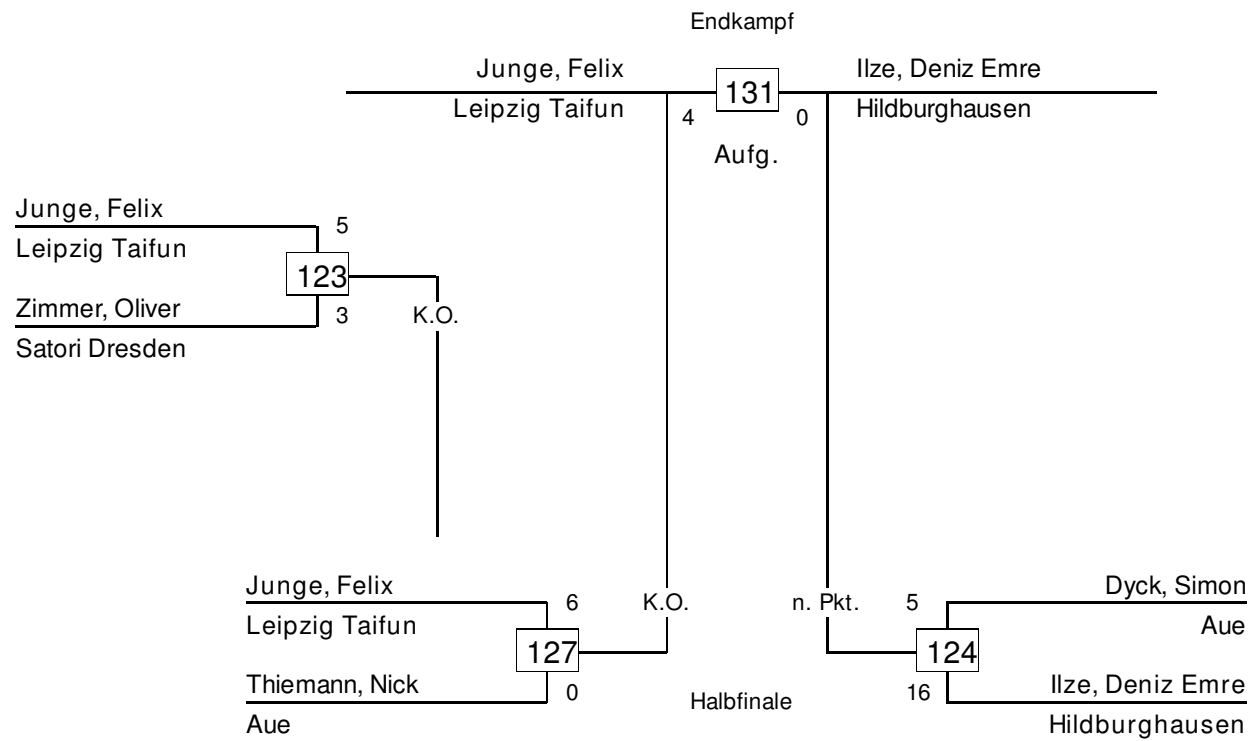 Endkampf
Junge, Felix
Leipzig Taifun
4
131
0
Ilze, Deniz Emre
Hildburghausen
Aufg.
Junge, Felix
5
Leipzig Taifun
123
Zimmer, Oliver
3
K.O.
Satori Dresden
Junge, Felix
6
Leipzig Taifun
127
K.O.
Thiemann, Nick
0
Aue
Halbfinale
n. Pkt.
5
Dyck, Simon
Aue
124
16
Ilze, Deniz Emre
Hildburghausen